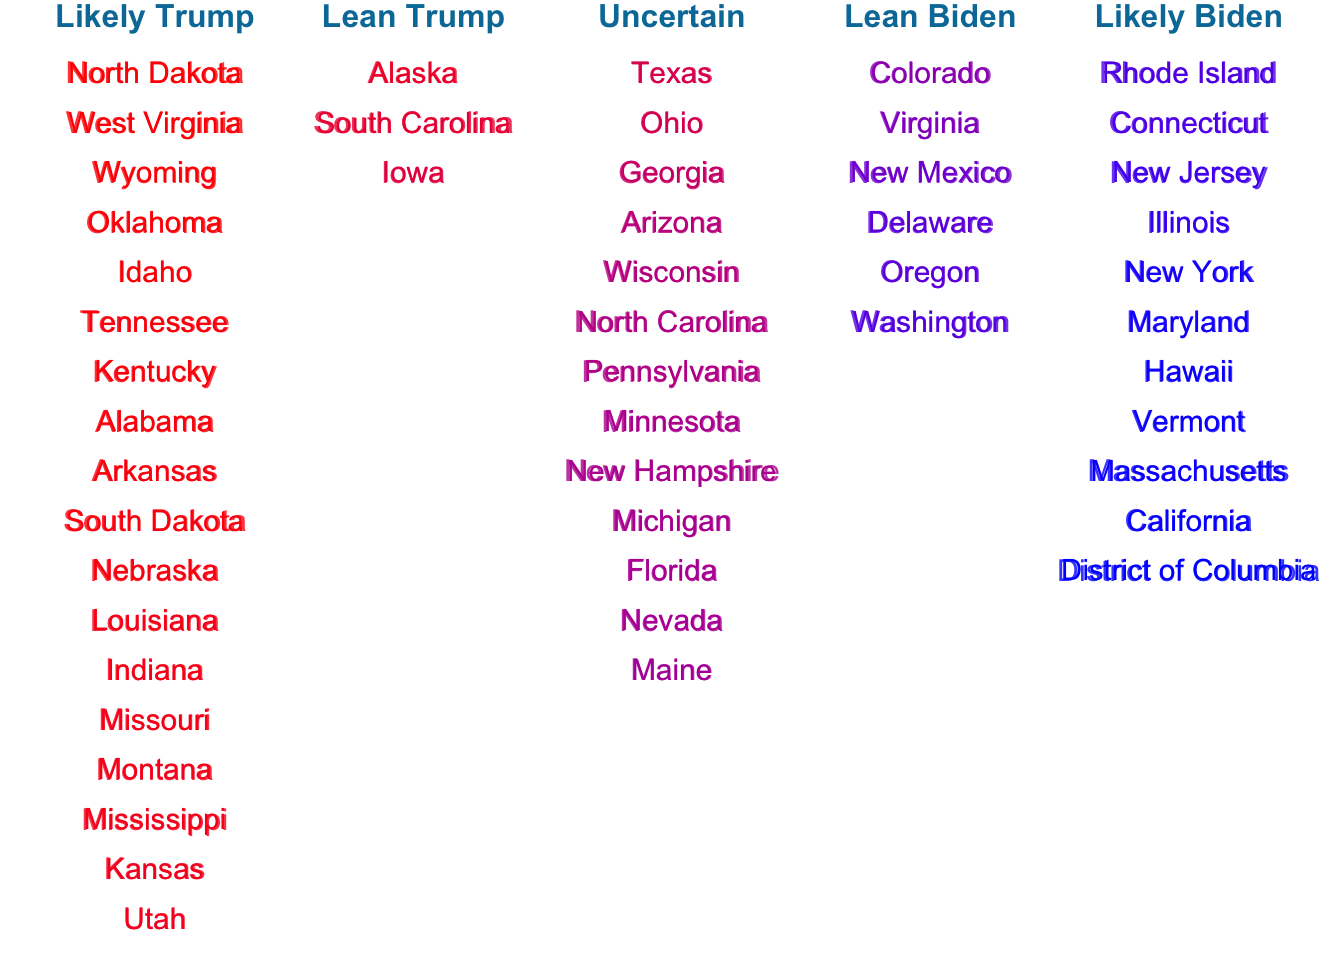 Likely Trump Lean Trump Uncertain Lean Biden Likely Biden
North Dakota Alaska Texas Colorado Rhode Island
West Virginia South Carolina Ohio Virginia Connecticut
Wyoming Iowa Georgia New Mexico New Jersey
Oklahoma Arizona Delaware Illinois
Idaho Wisconsin Oregon New York
Tennessee North Carolina Washington Maryland
Kentucky Pennsylvania Hawaii
Alabama Minnesota Vermont
Arkansas New Hampshire Massachusetts
South Dakota Michigan California
Nebraska Florida District of Columbia
Louisiana Nevada
Indiana Maine
Missouri
Montana
Mississippi
Kansas
Utah